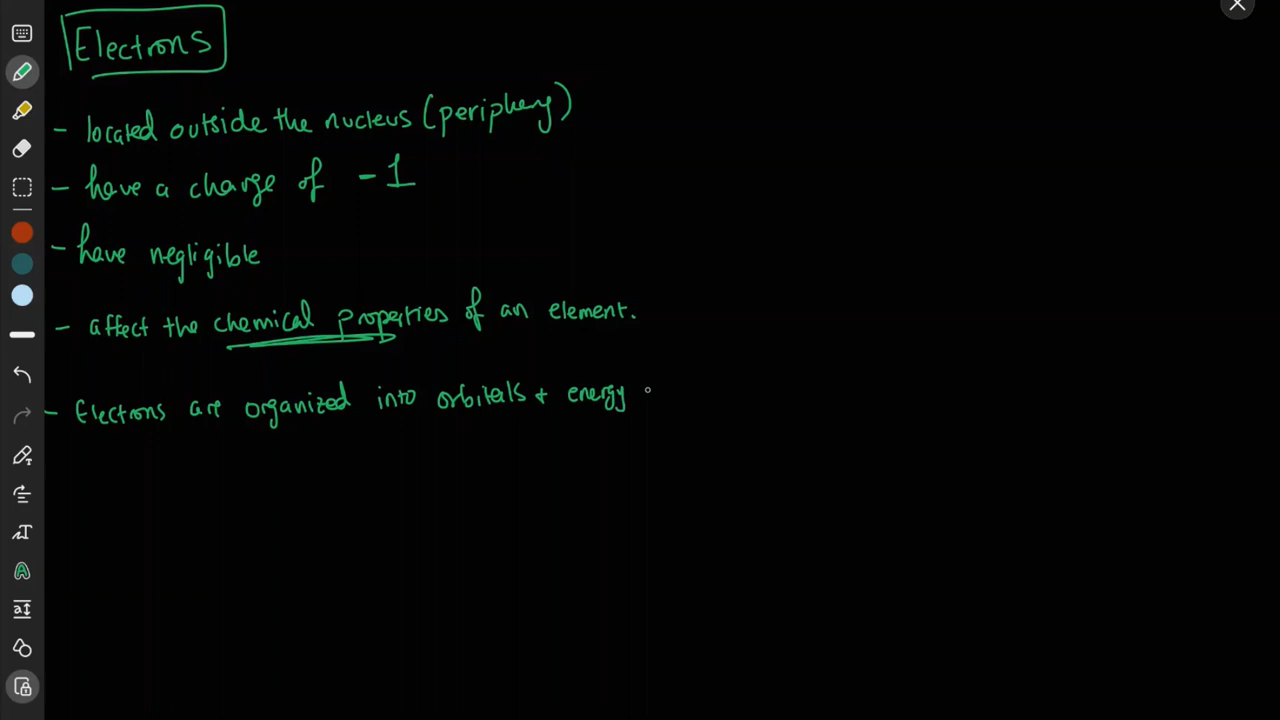 Electrons
- located outside the nucleus (periphery)
- have a charge of -1
- have negligible
- affect the chemical properties of an element.
- Electrons are organized into orbitals + energy